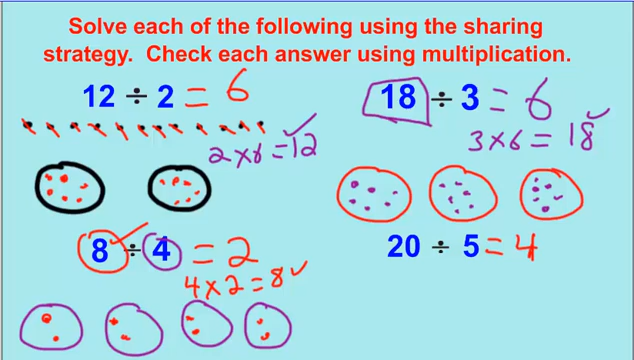 Solve each of the following using the sharing
strategy. Check each answer using multiplication.
12 ÷ 2 = 6
2 x 6 = 12 ✓
18 ÷ 3 = 6
3 x 6 = 18 ✓
8 ÷ 4 = 2
4 x 2 = 8 ✓
20 ÷ 5 = 4